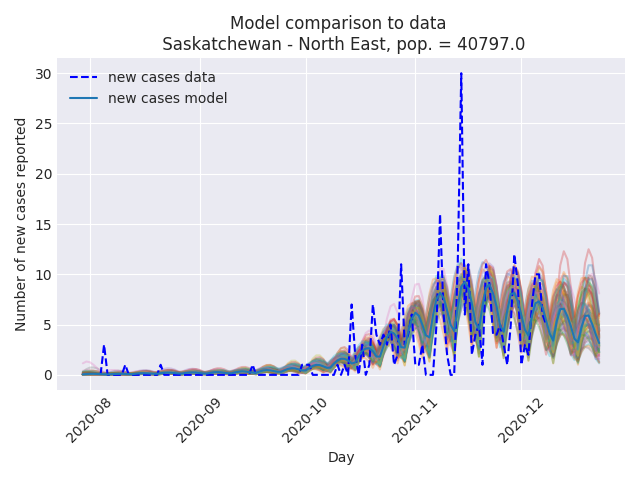 Model comparison to data
Saskatchewan - North East, pop. = 40797.0
new cases data
new cases model
Number of new cases reported
30
25
20
15
10
5
0
2020-08
2020-09
2020-10
2020-11
2020-12
Day